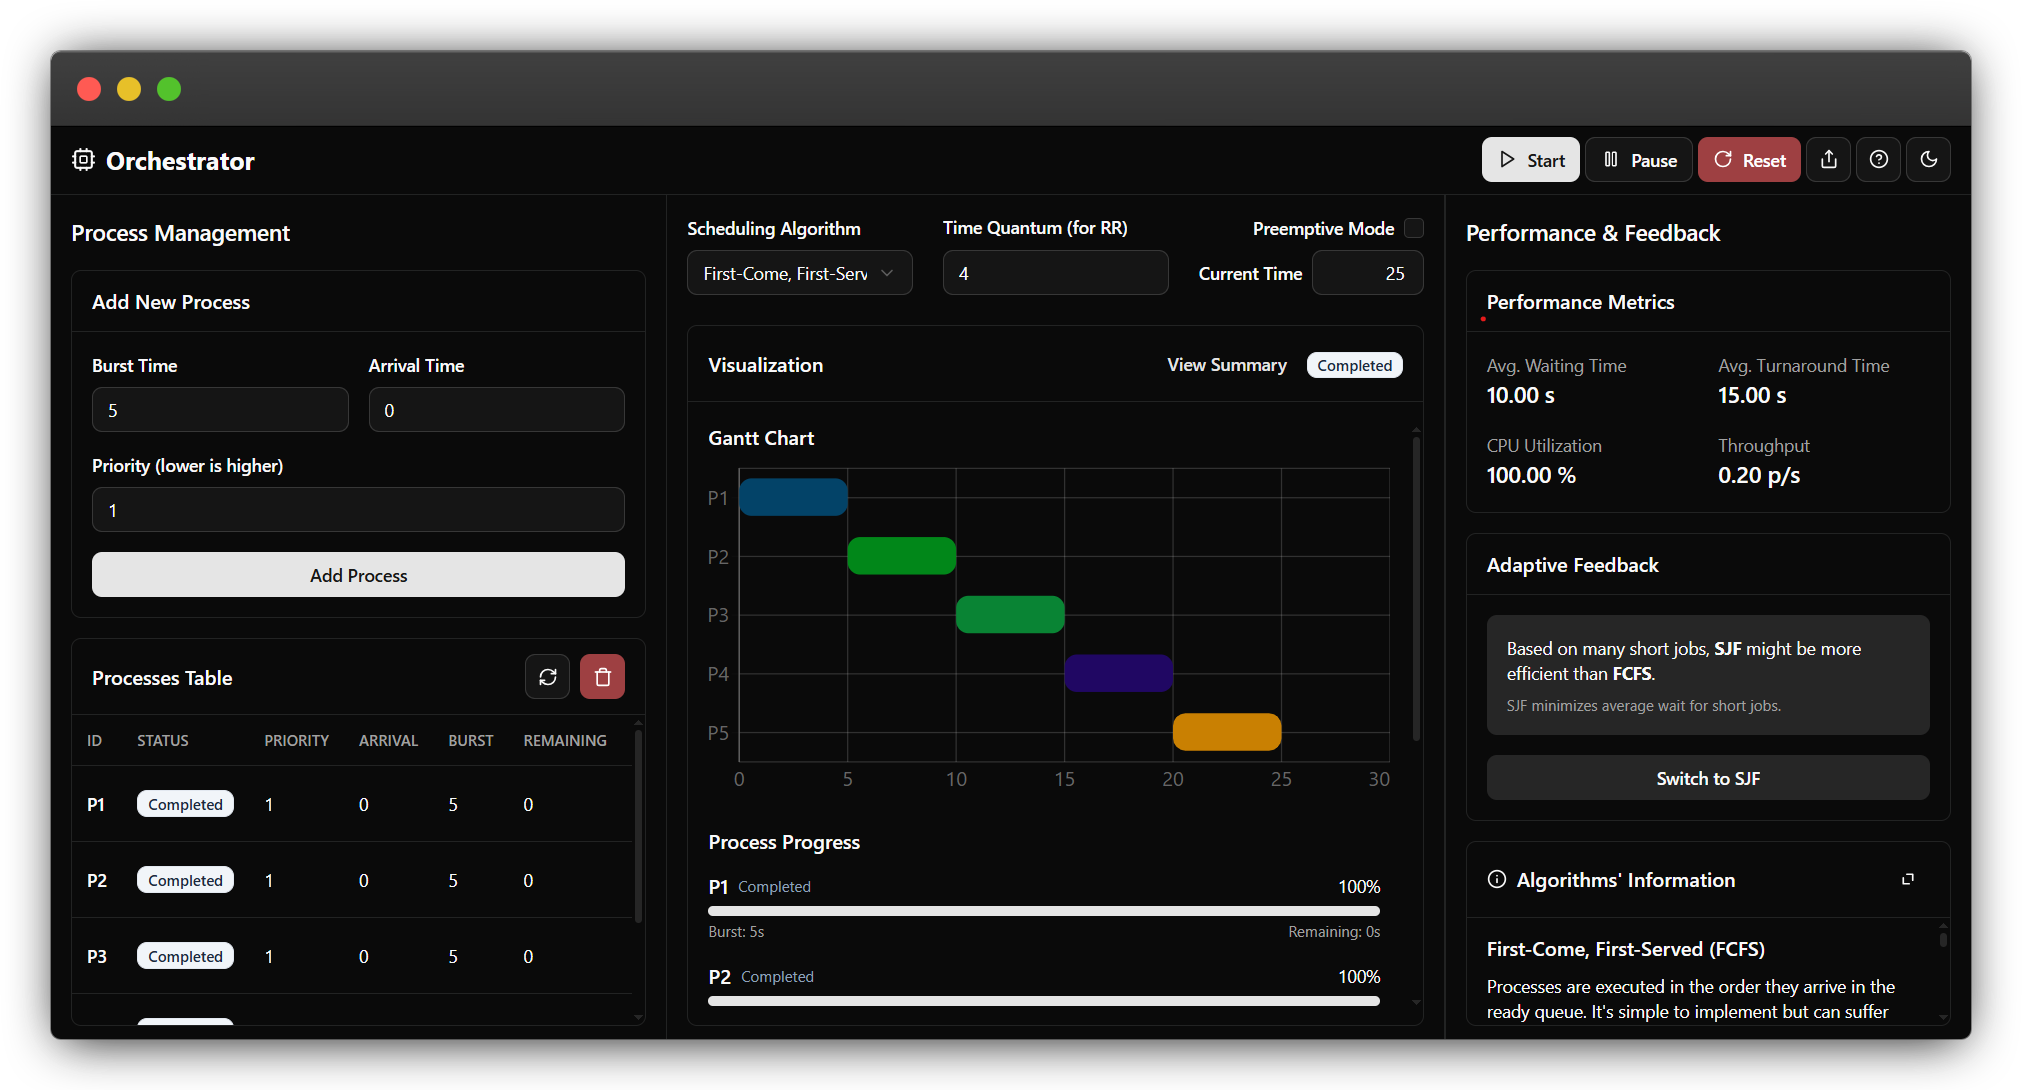 Orchestrator
Start
Pause
Reset
Process Management
Add New Process
Burst Time
Arrival Time
5
0
Priority (lower is higher)
1
Add Process
Processes Table
ID STATUS PRIORITY ARRIVAL BURST REMAINING
P1 Completed 1 0 5 0
P2 Completed 1 0 5 0
P3 Completed 1 0 5 0
Scheduling Algorithm
First-Come, First-Serv
Time Quantum (for RR)
4
Preemptive Mode
Current Time 25
Visualization
View Summary
Completed
Gantt Chart
P1
P2
P3
P4
P5
0 5 10 15 20 25 30
Process Progress
P1 Completed 100%
Burst: 5s Remaining: 0s
P2 Completed 100%
Performance & Feedback
Performance Metrics
Avg. Waiting Time
10.00 s
Avg. Turnaround Time
15.00 s
CPU Utilization
100.00 %
Throughput
0.20 p/s
Adaptive Feedback
Based on many short jobs, SJF might be more
efficient than FCFS.
SJF minimizes average wait for short jobs.
Switch to SJF
Algorithms' Information
First-Come, First-Served (FCFS)
Processes are executed in the order they arrive in the
ready queue. It's simple to implement but can suffer